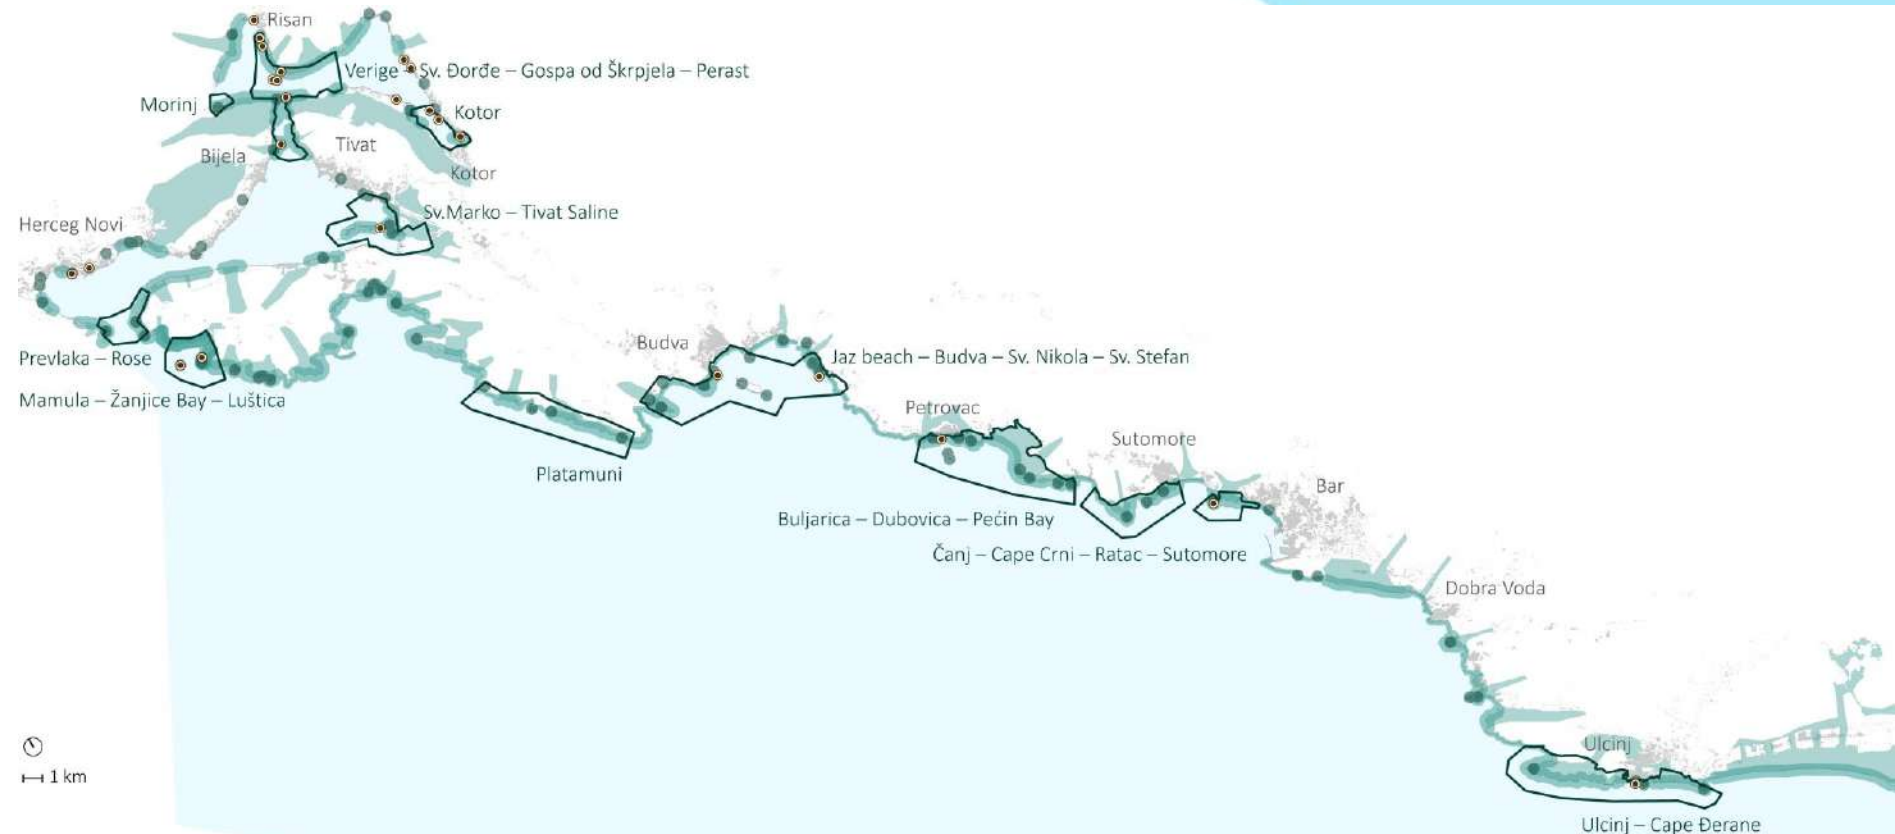 Risan
Verige – Sv. Đorđe – Gospa od Škrpjela – Perast
Morinj
Kotor
Tivat
Bijela
Kotor
Sv.Marko – Tivat Saline
Herceg Novi
Budva
Prevlaka – Rose
Jaz beach – Budva – Sv. Nikola – Sv. Stefan
Mamula – Žanjice Bay – Luštica
Petrovac
Sutomore
Platamuni
Bar
Buljarica – Dubovica – Pećin Bay
Čanj – Cape Crni – Ratac – Sutomore
Dobra Voda
Ulcinj
1 km
Ulcinj – Cape Đerane